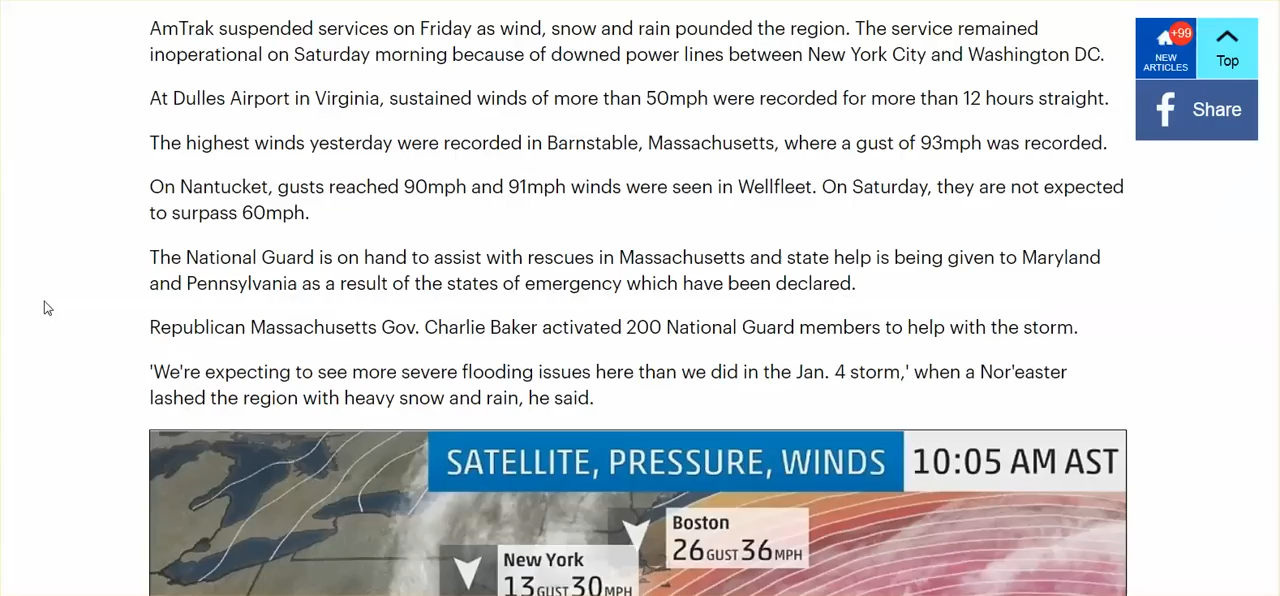 AmTrak suspended services on Friday as wind, snow and rain pounded the region. The service remained
inoperational on Saturday morning because of downed power lines between New York City and Washington DC.
At Dulles Airport in Virginia, sustained winds of more than 50mph were recorded for more than 12 hours straight.
The highest winds yesterday were recorded in Barnstable, Massachusetts, where a gust of 93mph was recorded.
On Nantucket, gusts reached 90mph and 91mph winds were seen in Wellfleet. On Saturday, they are not expected
to surpass 60mph.
The National Guard is on hand to assist with rescues in Massachusetts and state help is being given to Maryland
and Pennsylvania as a result of the states of emergency which have been declared.
Republican Massachusetts Gov. Charlie Baker activated 200 National Guard members to help with the storm.
'We're expecting to see more severe flooding issues here than we did in the Jan. 4 storm,' when a Nor'easter
lashed the region with heavy snow and rain, he said.
+99
NEW
ARTICLES
Top
f Share
SATELLITE, PRESSURE, WINDS 10:05 AM AST
Boston
26 GUST 36 MPH
New York
13 GUST 30 MPH